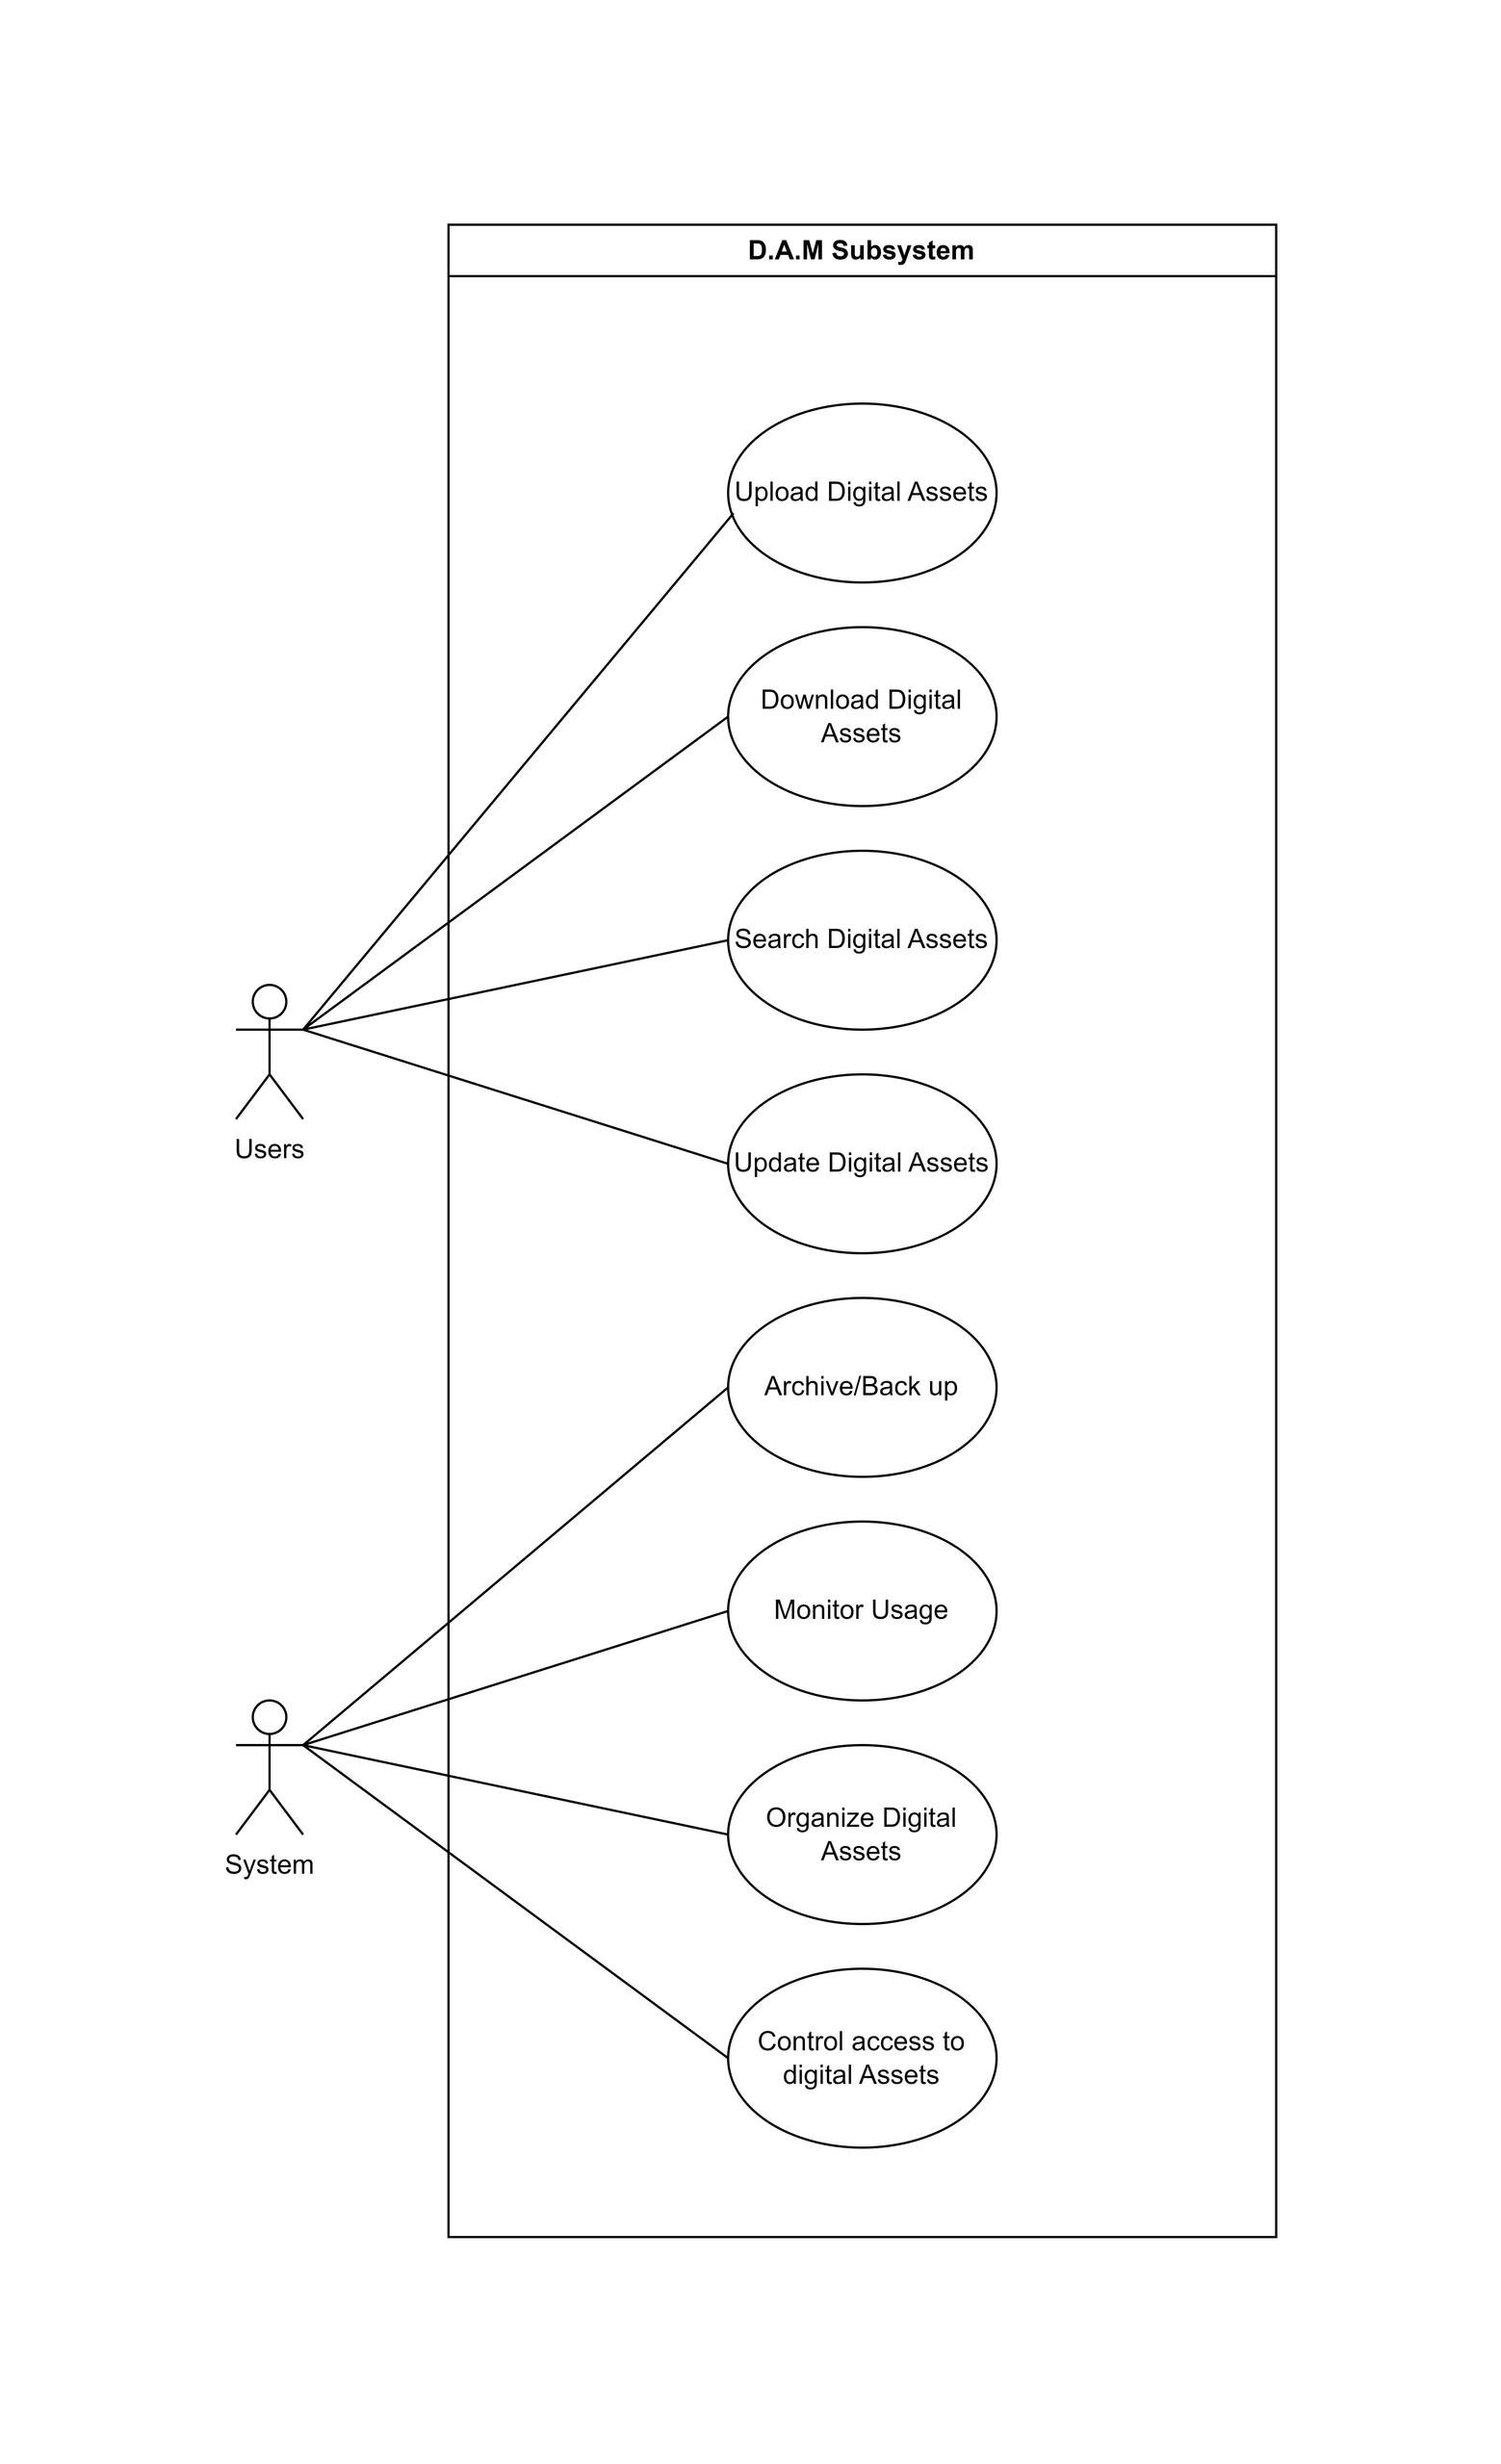 D.A.M Subsystem
Upload Digital Assets
Download Digital
Assets
Search Digital Assets
Users
Update Digital Assets
Archive/Back up
Monitor Usage
System
Organize Digital
Assets
Control access to
digital Assets